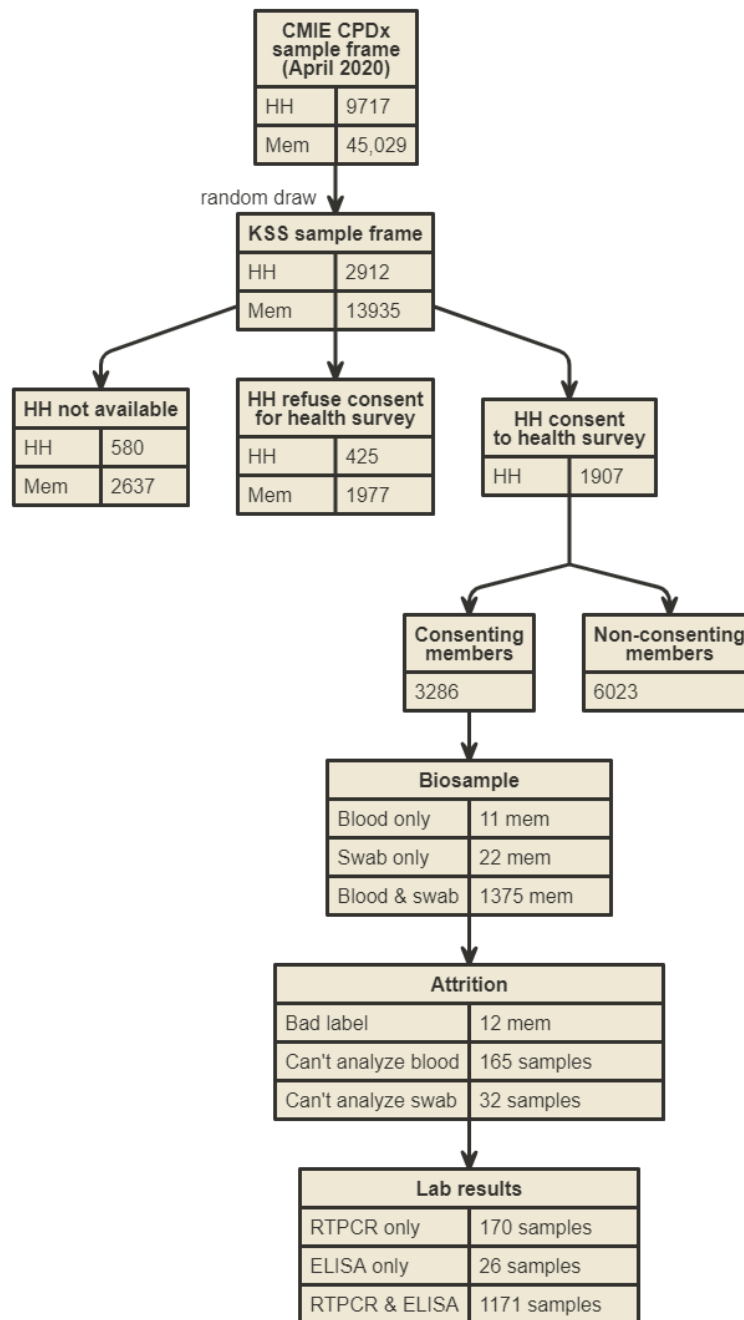 CMIE CPDx
sample frame
(April 2020)
HH 9717
Mem 45,029
random draw
KSS sample frame
HH 2912
Mem 13935
HH not available
HH 580
Mem 2637
HH refuse consent
for health survey
HH 425
Mem 1977
HH consent
to health survey
HH 1907
Consenting
members
3286
Non-consenting
members
6023
Biosample
Blood only 11 mem
Swab only 22 mem
Blood & swab 1375 mem
Attrition
Bad label 12 mem
Can't analyze blood 165 samples
Can't analyze swab 32 samples
Lab results
RTPCR only 170 samples
ELISA only 26 samples
RTPCR & ELISA 1171 samples